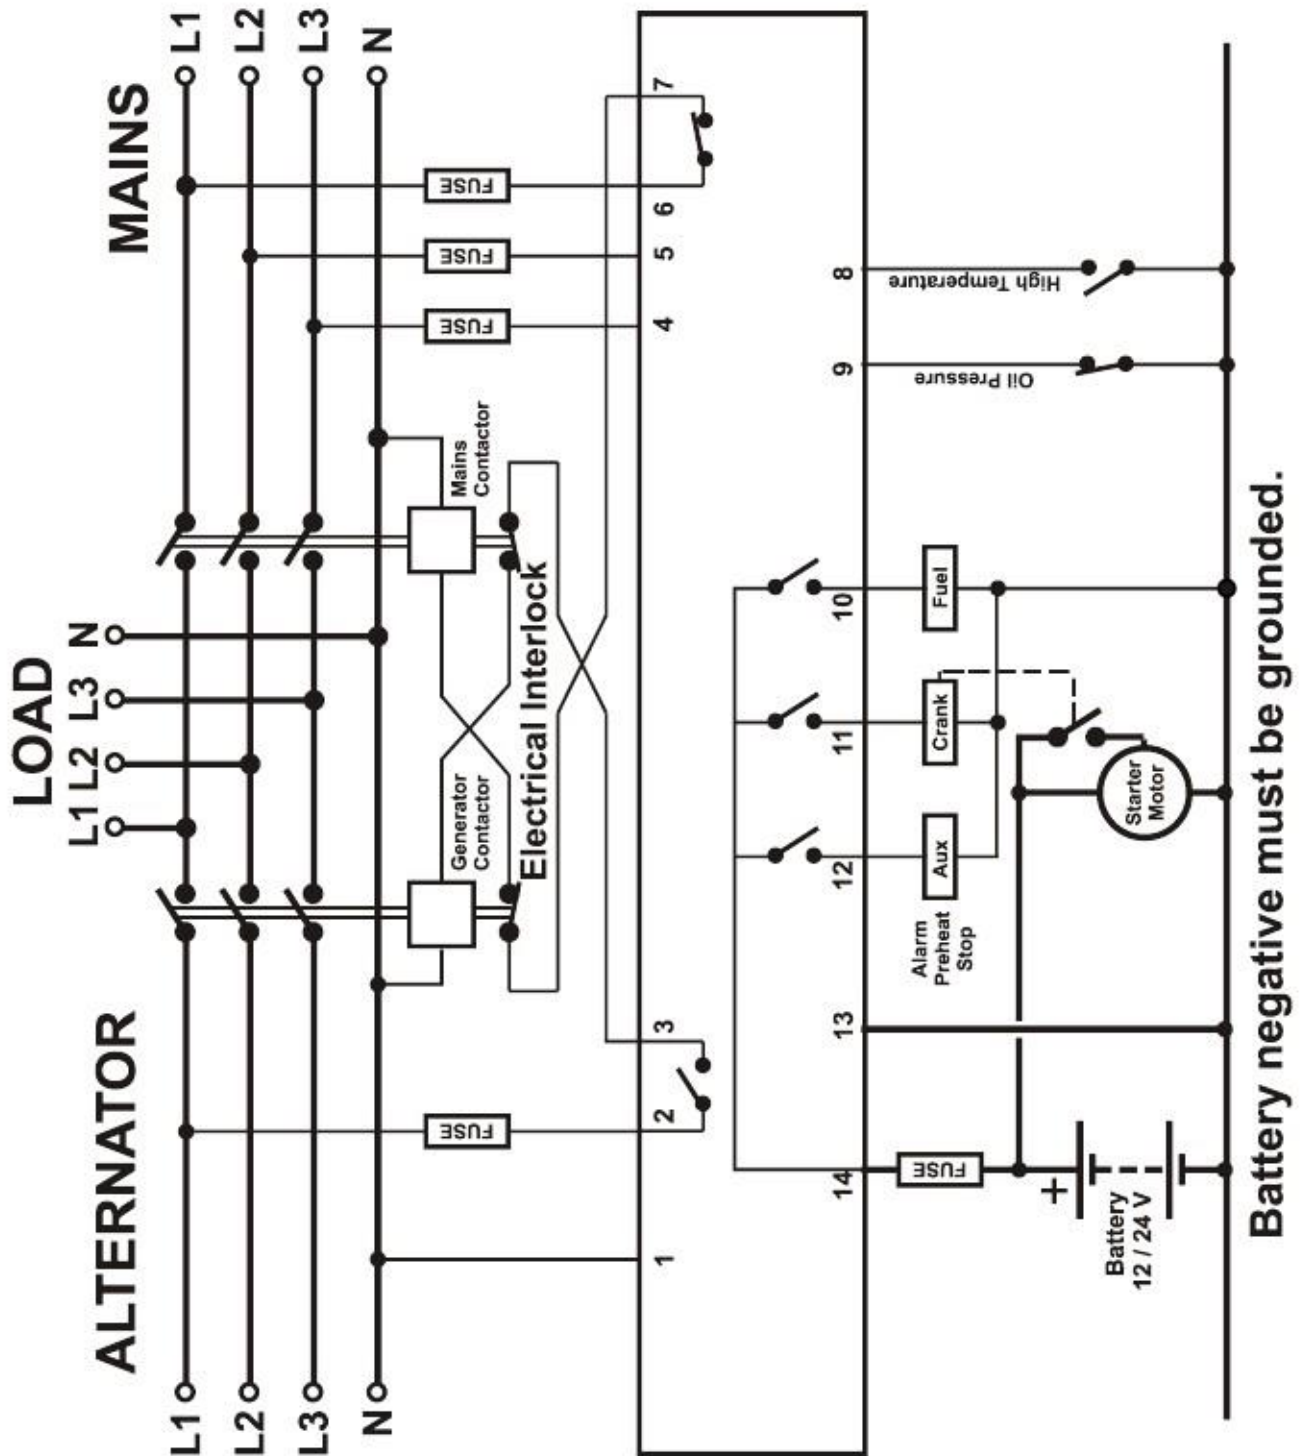 LOAD
ALTERNATOR
MAINS
L1 L2 L3 N
L1
L2
L3
N
L1
L2
L3
N
Generator
Contactor
Mains
Contactor
Electrical Interlock
FUSE
FUSE
FUSE
FUSE
1
2
3
4
5
6
7
14
13
12
11
10
9
8
FUSE
Alarm
Preheat
Stop
Aux
Crank
Fuel
Oil Pressure
High Temperature
+
Battery
12 / 24 V
Starter
Motor
Battery negative must be grounded.